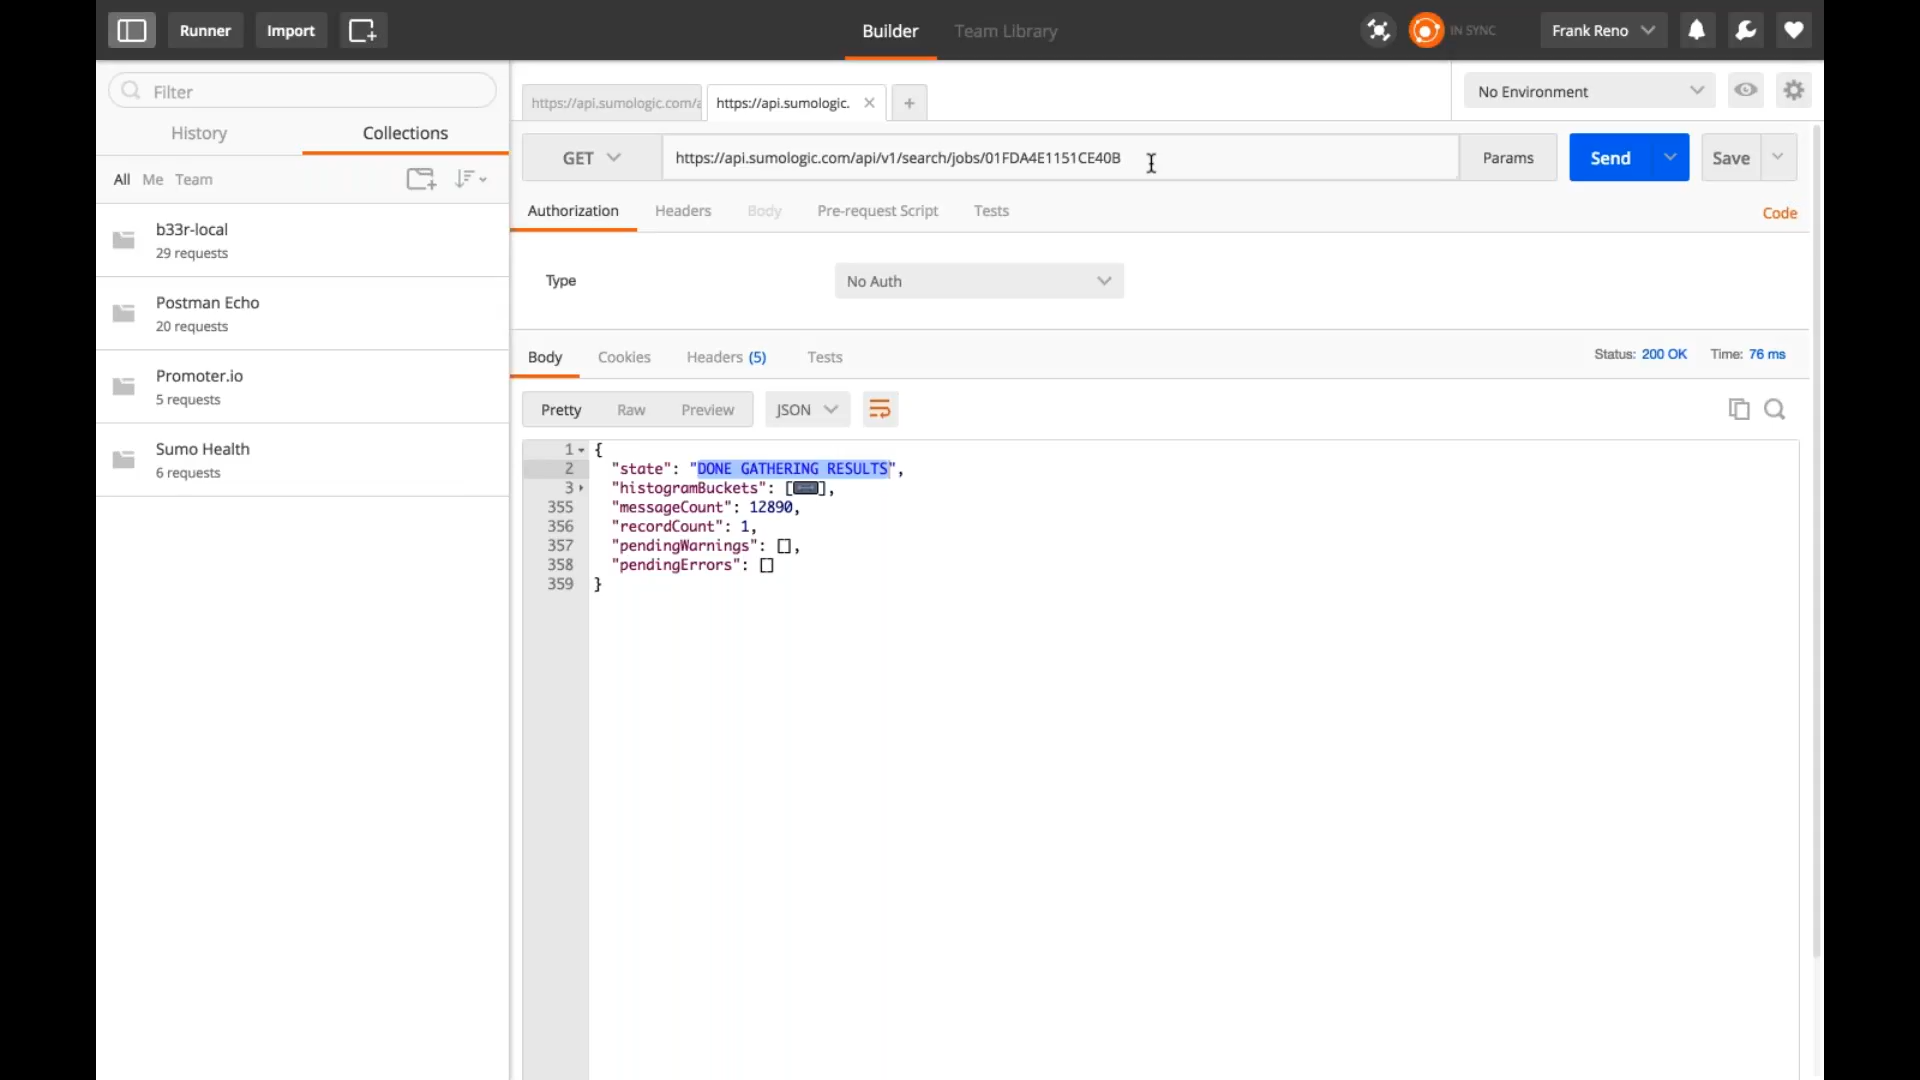 Runner
Import
Builder
Team Library
IN SYNC
Frank Reno
Filter
History
Collections
All Me Team
b33r-local
29 requests
Postman Echo
20 requests
Promoter.io
5 requests
Sumo Health
6 requests
https://api.sumologic.com/a
https://api.sumologic.
No Environment
GET
https://api.sumologic.com/api/v1/search/jobs/01FDA4E1151CE40B
Params
Send
Save
Authorization
Headers
Body
Pre-request Script
Tests
Code
Type
No Auth
Body
Cookies
Headers (5)
Tests
Status: 200 OK
Time: 76 ms
Pretty
Raw
Preview
JSON
1 {
2 "state": "DONE GATHERING RESULTS",
3 "histogramBuckets": [],
355 "messageCount": 12890,
356 "recordCount": 1,
357 "pendingWarnings": [],
358 "pendingErrors": []
359 }